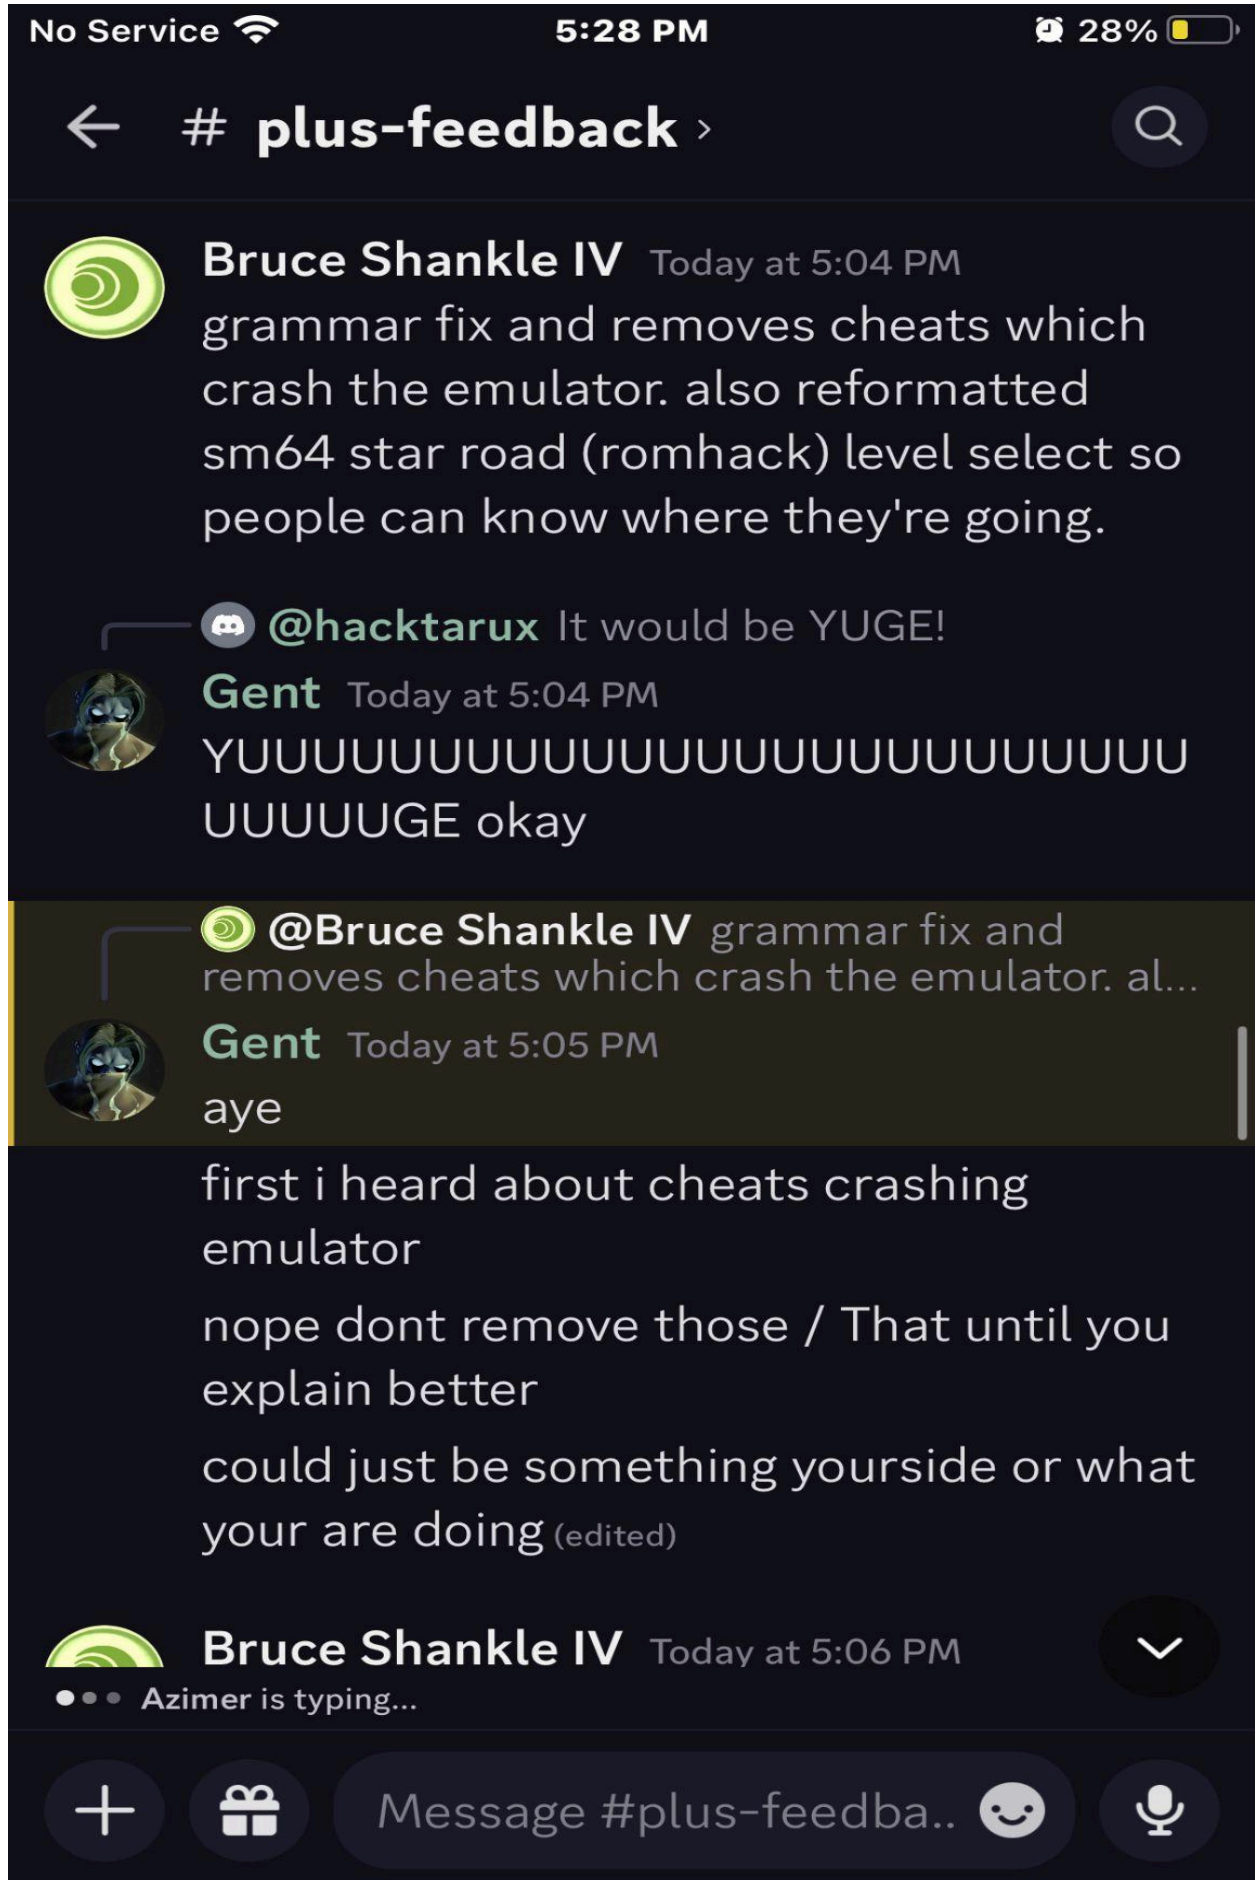 No Service 5:28 PM 28%
# plus-feedback ›
Bruce Shankle IV Today at 5:04 PM
grammar fix and removes cheats which
crash the emulator. also reformatted
sm64 star road (romhack) level select so
people can know where they're going.
@hacktarux It would be YUGE!
Gent Today at 5:04 PM
YUUUUUUUUUUUUUUUUUUUUUUUUU
UUUUUGE okay
@Bruce Shankle IV grammar fix and
removes cheats which crash the emulator. al...
Gent Today at 5:05 PM
aye
first i heard about cheats crashing
emulator
nope dont remove those / That until you
explain better
could just be something yourside or what
your are doing (edited)
Bruce Shankle IV Today at 5:06 PM
Azimer is typing...
Message #plus-feedba..